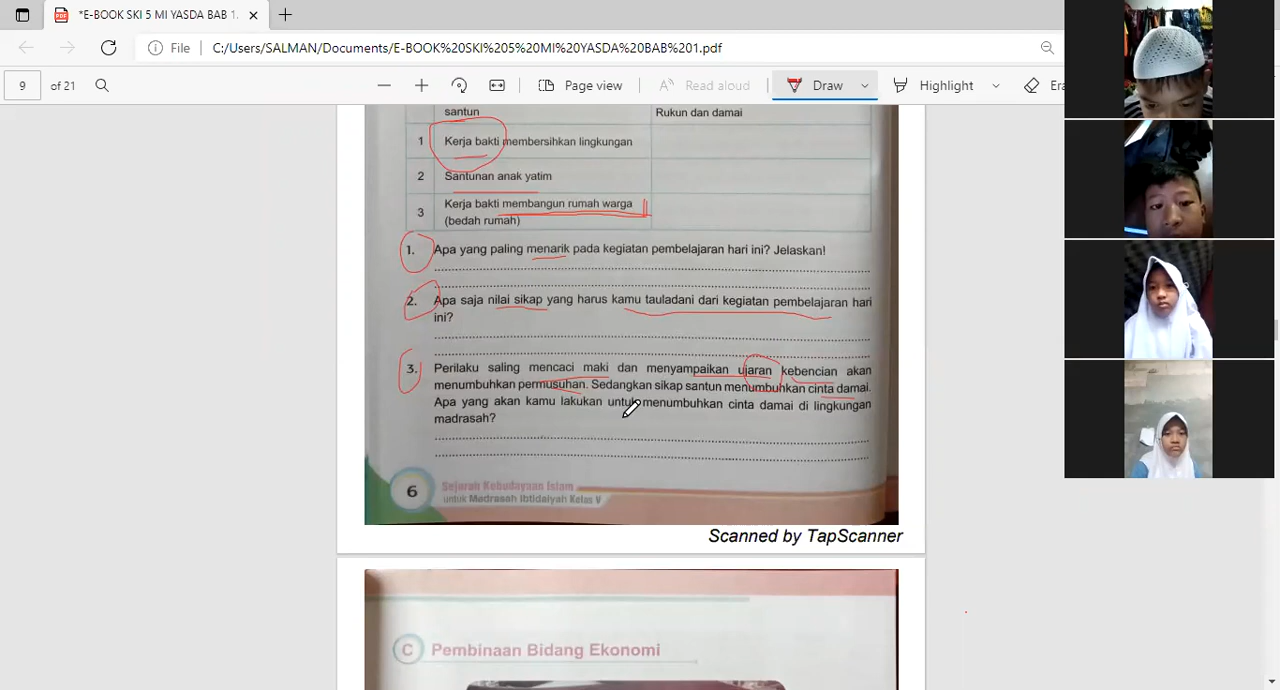 *E-BOOK SKI 5 MI YASDA BAB 1.
File
C:/Users/SALMAN/Documents/E-BOOK%20SKI%205%20MI%20YASDA%20BAB%201.pdf
9 of 21
Page view
Read aloud
Draw
Highlight
Era
santun
Rukun dan damai
1 Kerja bakti membersihkan lingkungan
2 Santunan anak yatim
3 Kerja bakti membangun rumah warga
(bedah rumah)
1. Apa yang paling menarik pada kegiatan pembelajaran hari ini? Jelaskan!
2. Apa saja nilai sikap yang harus kamu tauladani dari kegiatan pembelajaran hari
ini?
3. Perilaku saling mencaci maki dan menyampaikan ujaran kebencian akan
menumbuhkan permusuhan. Sedangkan sikap santun menumbuhkan cinta damai.
Apa yang akan kamu lakukan untuk menumbuhkan cinta damai di lingkungan
madrasah?
6
Sejarah Kebudayaan Islam
untuk Madrasah Ibtidaiyah Kelas V
Scanned by TapScanner
C Pembinaan Bidang Ekonomi